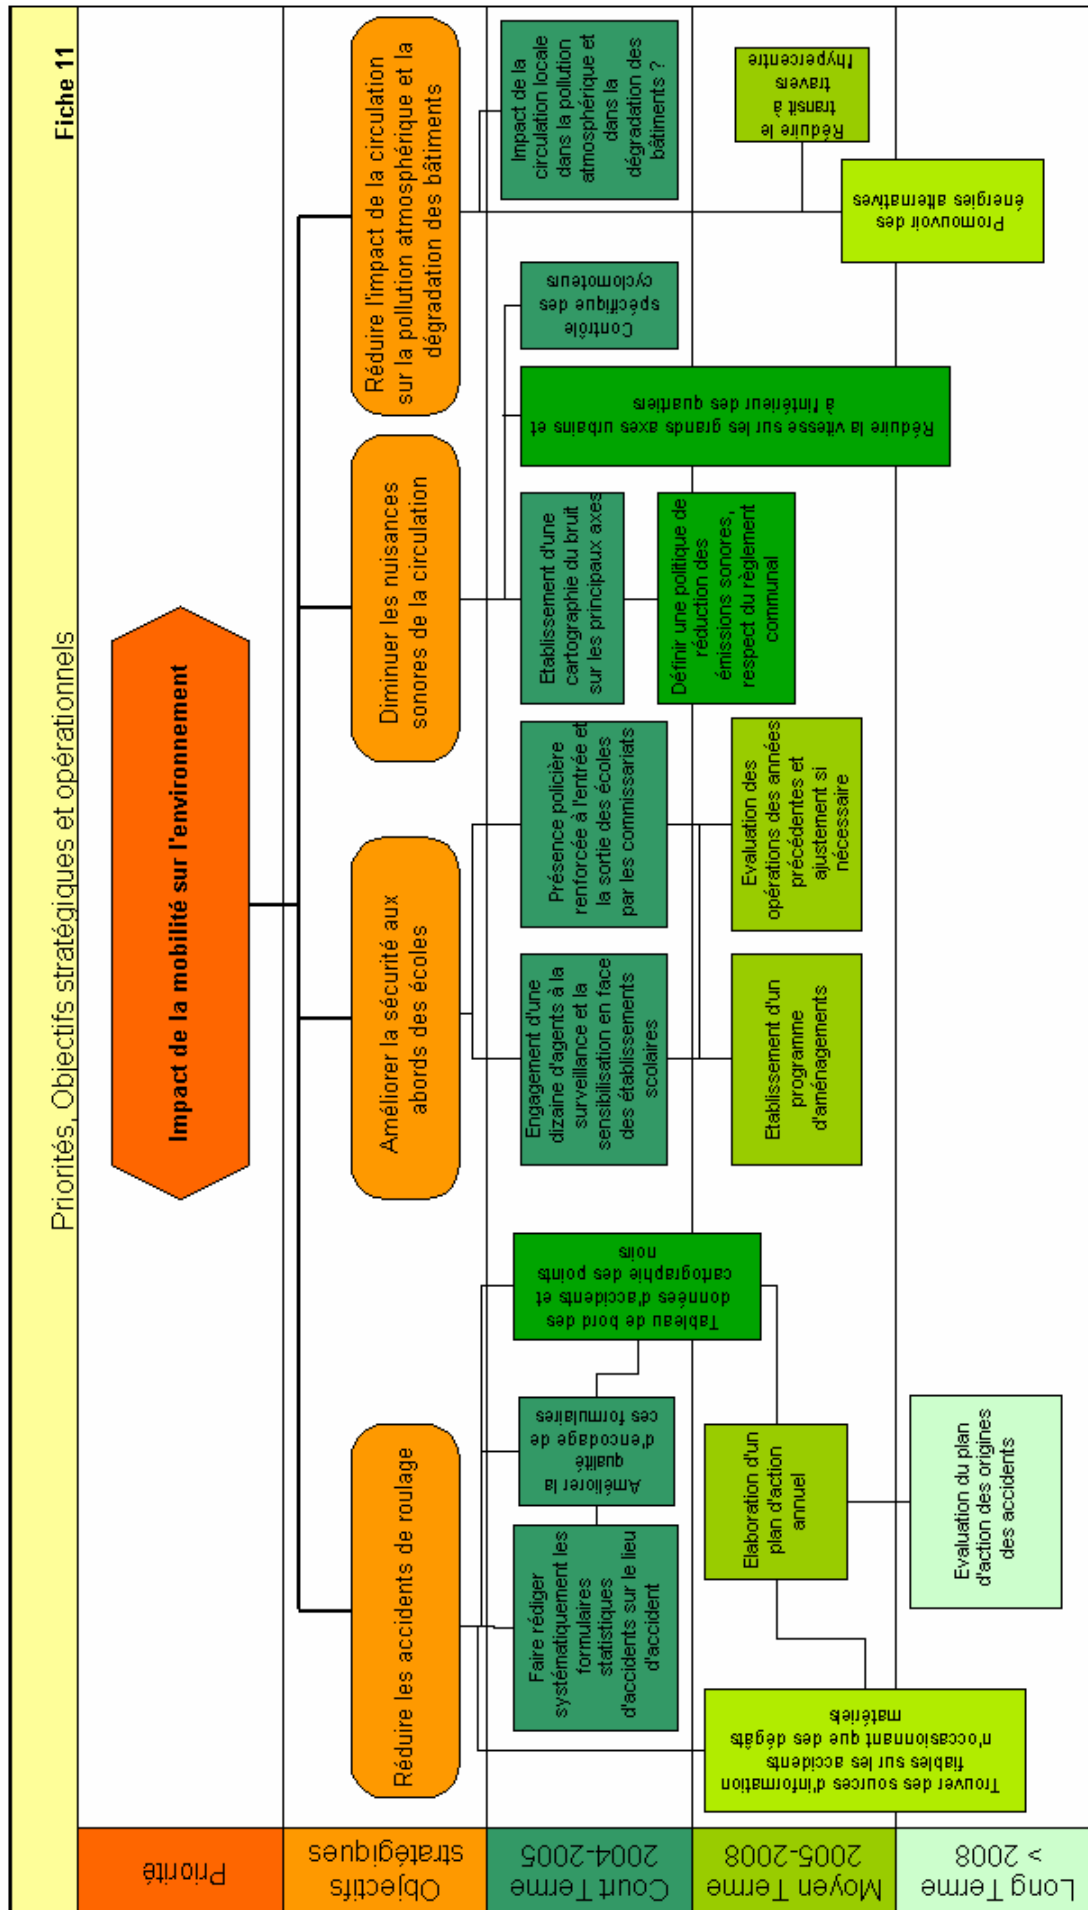 Priorités, Objectifs stratégiques et opérationnels
Fiche 11
Priorité
Impact de la mobilité sur l'environnement
Objectifs
stratégiques
Réduire les accidents de roulage
Améliorer la sécurité aux
abords des écoles
Diminuer les nuisances
sonores de la circulation
Réduire l'impact de la circulation
sur la pollution atmosphérique et la
dégradation des bâtiments
Court Terme
2004-2005
Faire rédiger
systématiquement les
formulaires
statistiques
d'accidents sur le lieu
d'accident
Améliorer la
qualité
d'encodage de
ces formulaires
Tableau de bord des
données d'accidents et
cartographie des points
noirs
Engagement d'une
dizaine d'agents à la
surveillance et la
sensibilisation en face
des établissements
scolaires
Présence policière
renforcée à l'entrée et
la sortie des écoles
par les commissariats
Etablissement d'une
cartographie du bruit
sur les principaux axes
Réduire la vitesse sur les grands axes urbains et
à l'intérieur des quartiers
Contrôle
spécifique des
cyclomoteurs
Impact de la
circulation locale
dans la pollution
atmosphérique et
dans la
dégradation des
bâtiments ?
Moyen Terme
2005-2008
Trouver des sources d'information
fiables sur les accidents
n'occasionnant que des dégâts
matériels
Elaboration d'un
plan d'action
annuel
Etablissement d'un
programme
d'aménagements
Evaluation des
opérations des années
précédentes et
ajustement si
nécessaire
Définir une politique de
réduction des
émissions sonores,
respect du règlement
communal
Réduire le
transit à
travers
l'hypercentre
Promouvoir des
énergies alternatives
Long Terme
> 2008
Evaluation du plan
d'action des origines
des accidents